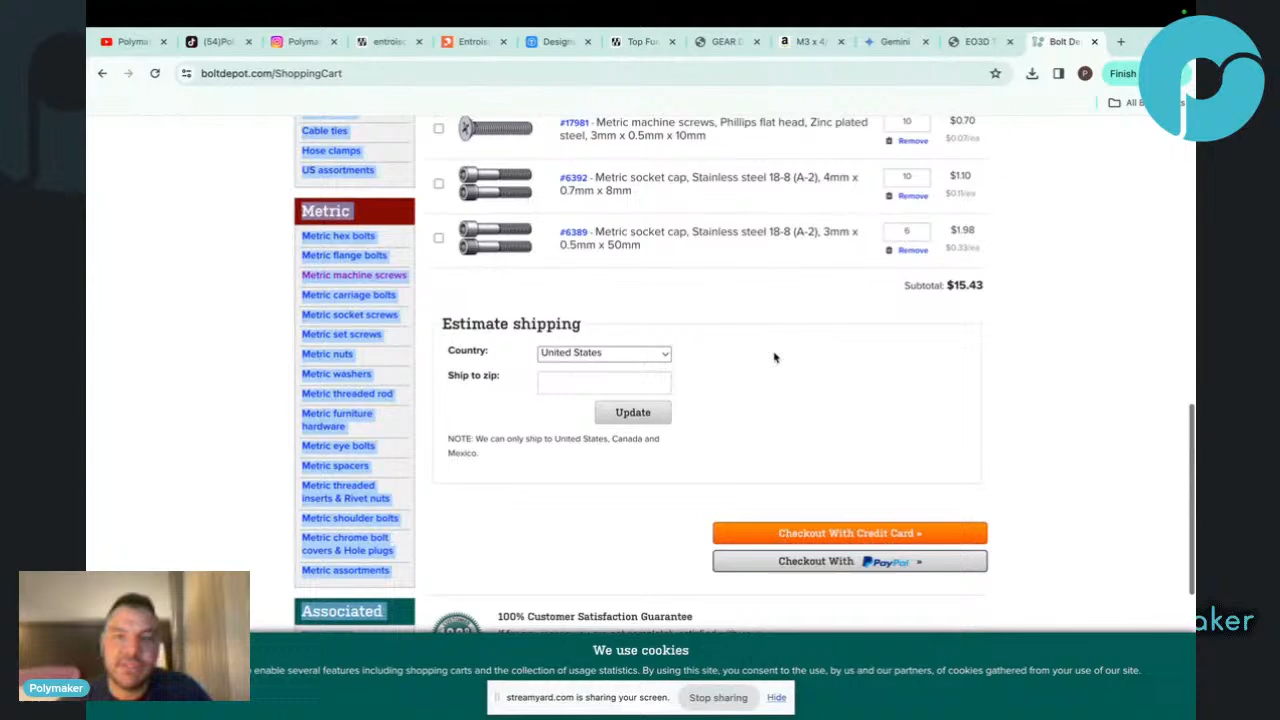 Polyma
(54)Pol
Polyma
entrois
Entrois
Design
Top Fu
GEAR D
M3 x 4
Gemini
EO3D T
Bolt De
boltdepot.com/ShoppingCart
Finish
All B
Cable ties
Hose clamps
US assortments
Metric
Metric hex bolts
Metric flange bolts
Metric machine screws
Metric carriage bolts
Metric socket screws
Metric set screws
Metric nuts
Metric washers
Metric threaded rod
Metric furniture
hardware
Metric eye bolts
Metric spacers
Metric threaded
inserts & Rivet nuts
Metric shoulder bolts
Metric chrome bolt
covers & Hole plugs
Metric assortments
Associated
#17981 - Metric machine screws, Phillips flat head, Zinc plated
steel, 3mm x 0.5mm x 10mm
10
$0.70
Remove
$0.07/ea
#6392 - Metric socket cap, Stainless steel 18-8 (A-2), 4mm x
0.7mm x 8mm
10
$1.10
Remove
$0.11/ea
#6389 - Metric socket cap, Stainless steel 18-8 (A-2), 3mm x
0.5mm x 50mm
6
$1.98
Remove
$0.33/ea
Subtotal: $15.43
Estimate shipping
Country:
United States
Ship to zip:
Update
NOTE: We can only ship to United States, Canada and
Mexico.
Checkout With Credit Card »
Checkout With PayPal »
100% Customer Satisfaction Guarantee
We use cookies
enable several features including shopping carts and the collection of usage statistics. By using this site, you consent to the use, by us and our partners, of cookies gathered from your use of our site.
streamyard.com is sharing your screen.
Stop sharing
Hide
Polymaker
aker